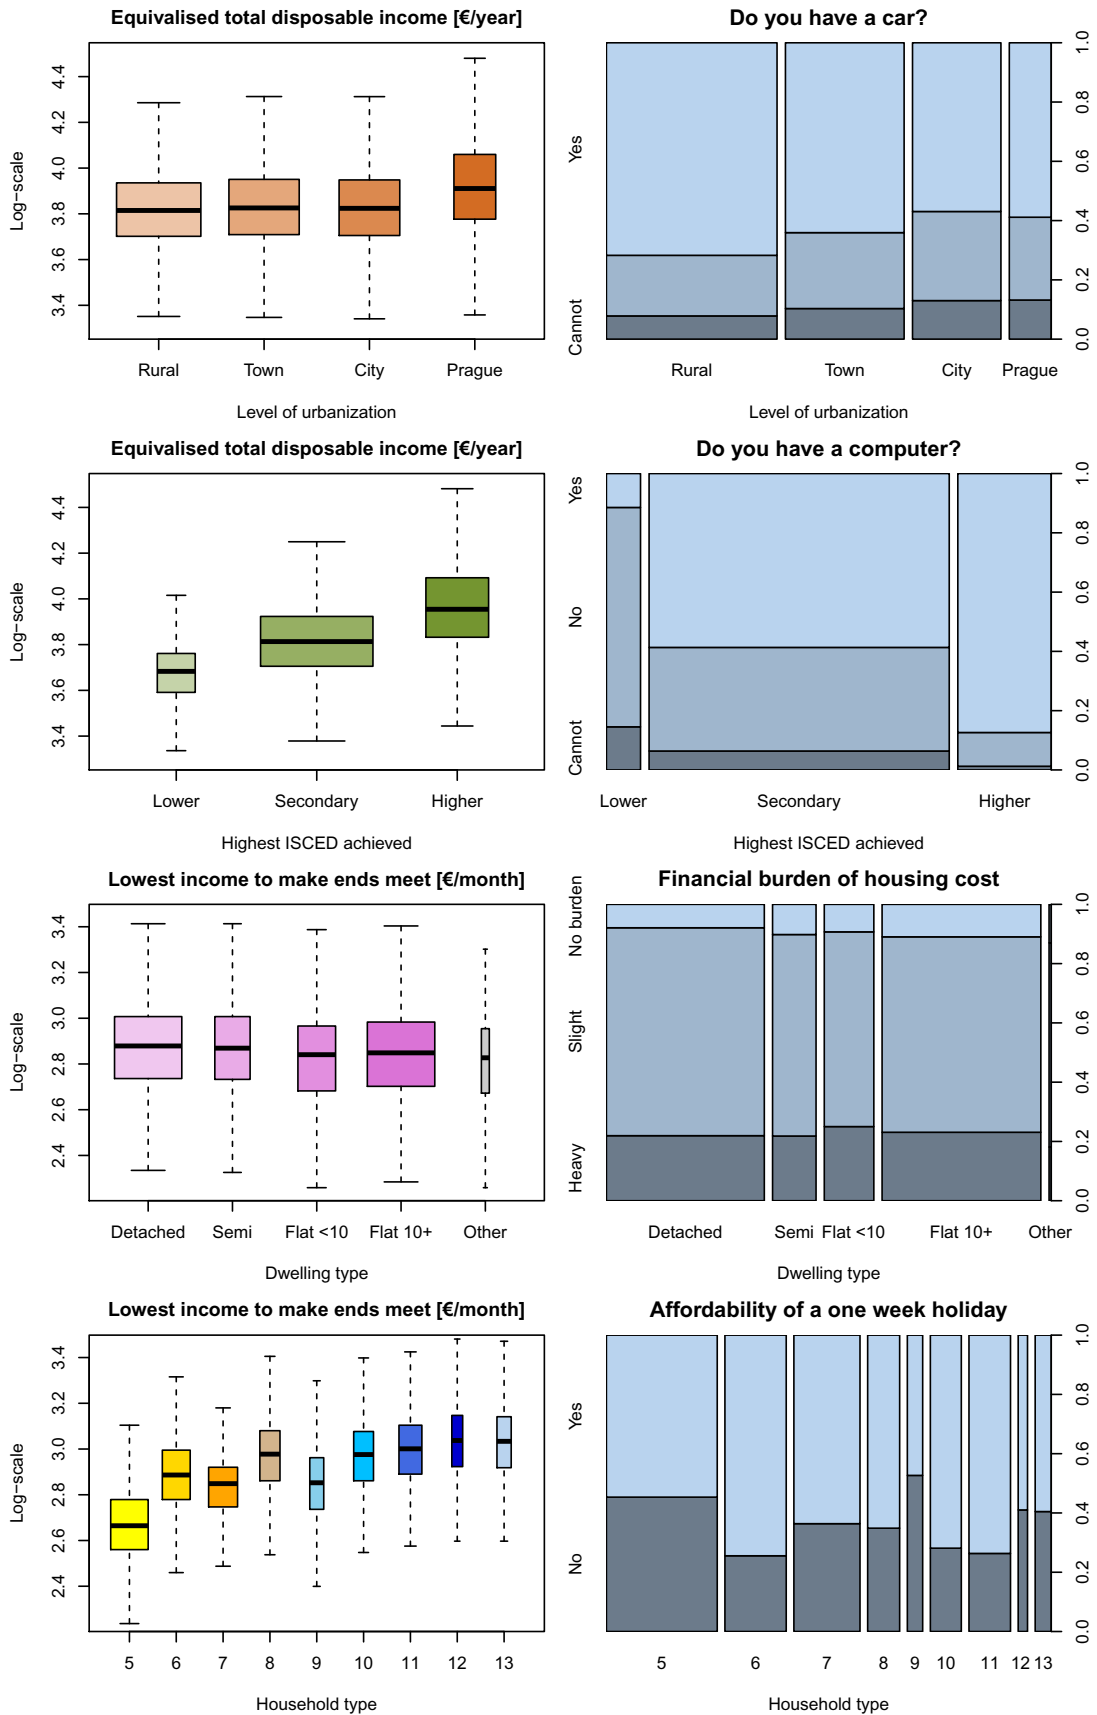 Equivalised total disposable income [€/year]
Log−scale
3.4 3.6 3.8 4.0 4.2 4.4
Rural Town City Prague
Level of urbanization
Do you have a car?
Cannot Yes
0.0 0.2 0.4 0.6 0.8 1.0
Rural Town City Prague
Level of urbanization
Equivalised total disposable income [€/year]
Log−scale
3.4 3.6 3.8 4.0 4.2 4.4
Lower Secondary Higher
Highest ISCED achieved
Do you have a computer?
Cannot No Yes
0.0 0.2 0.4 0.6 0.8 1.0
Lower Secondary Higher
Highest ISCED achieved
Lowest income to make ends meet [€/month]
Log−scale
2.4 2.6 2.8 3.0 3.2 3.4
Detached Semi Flat <10 Flat 10+ Other
Dwelling type
Financial burden of housing cost
Heavy Slight No burden
0.0 0.2 0.4 0.6 0.8 1.0
Detached Semi Flat <10 Flat 10+ Other
Dwelling type
Lowest income to make ends meet [€/month]
Log−scale
2.4 2.6 2.8 3.0 3.2 3.4
5 6 7 8 9 10 11 12 13
Household type
Affordability of a one week holiday
No Yes
0.0 0.2 0.4 0.6 0.8 1.0
5 6 7 8 9 10 11 12 13
Household type